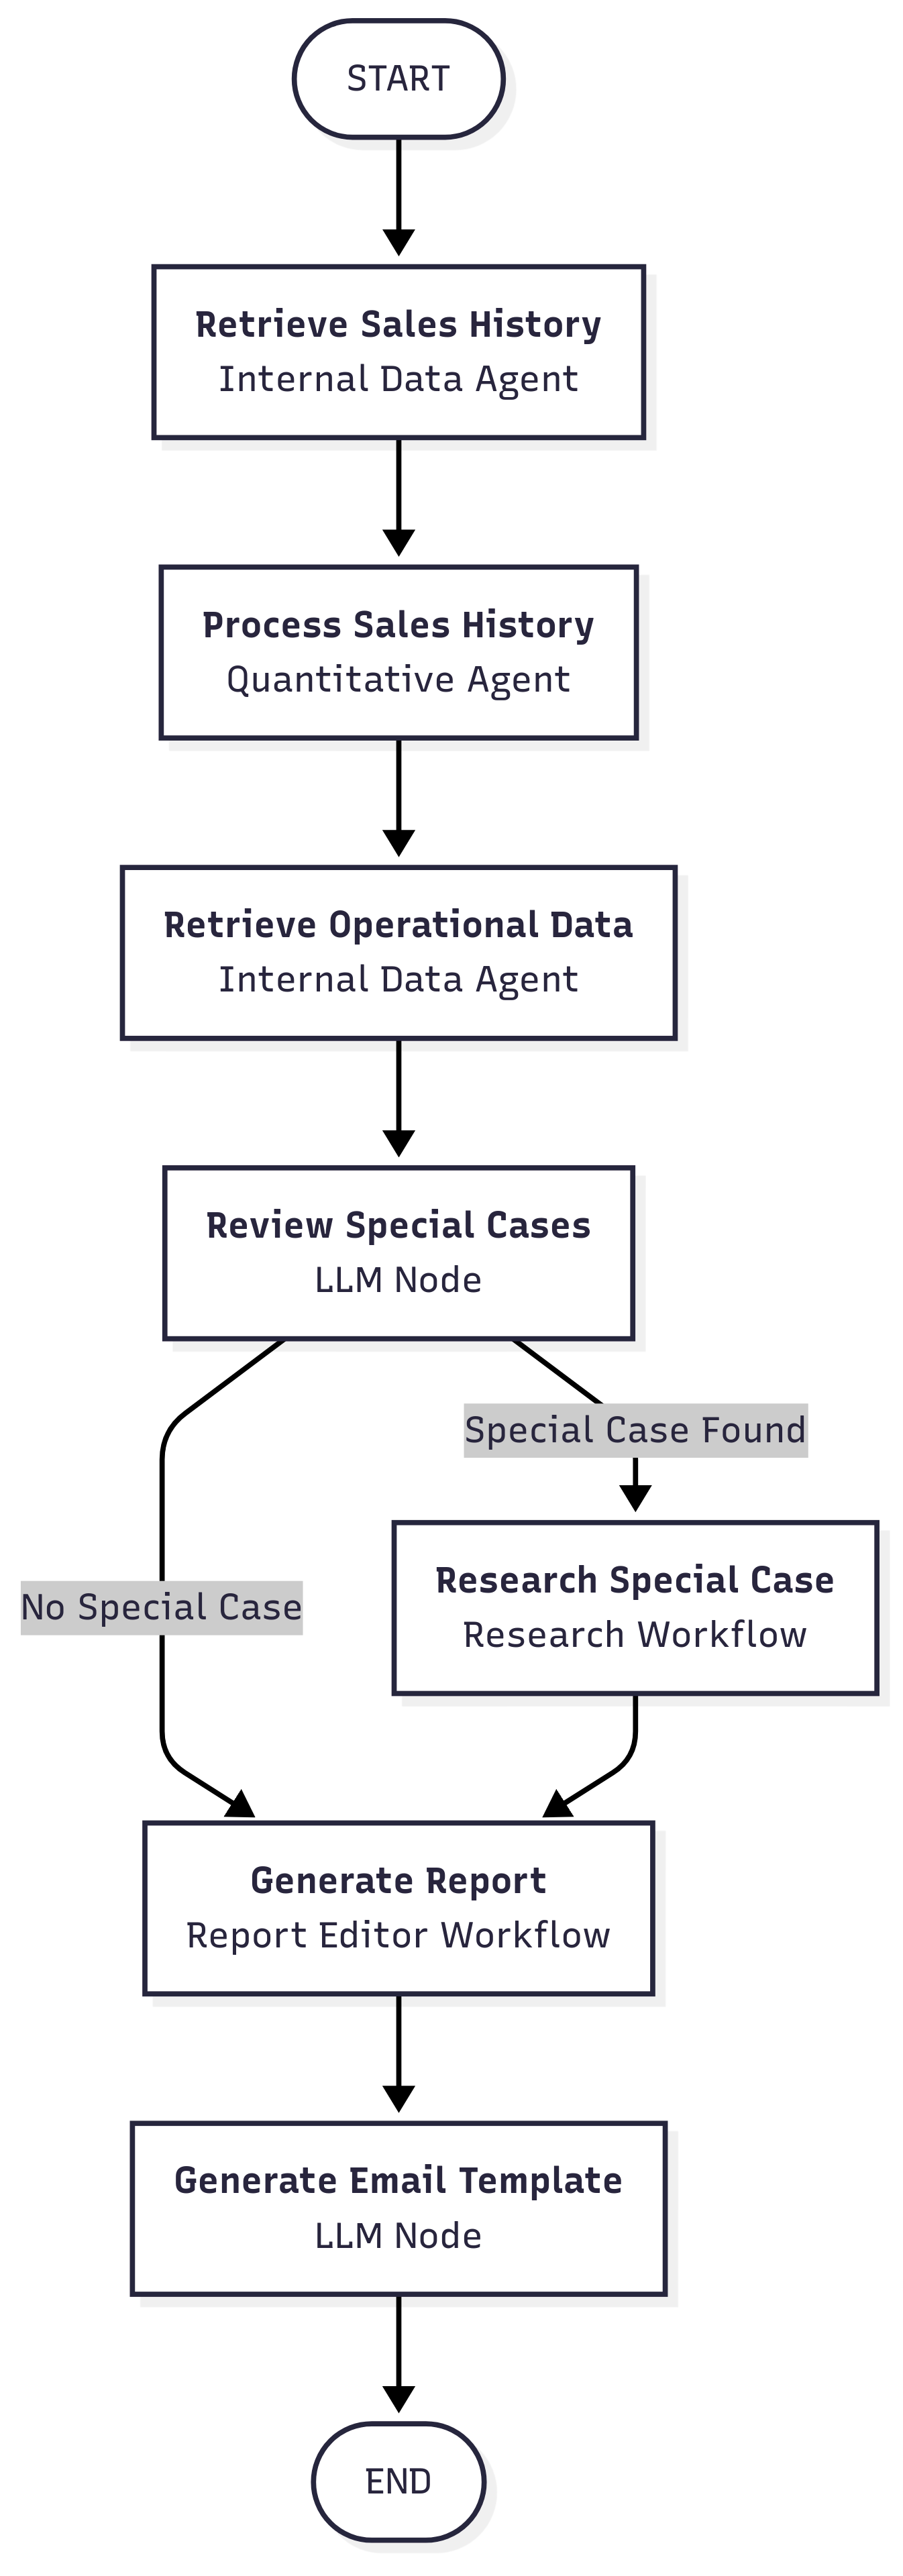 START
Retrieve Sales History
Internal Data Agent
Process Sales History
Quantitative Agent
Retrieve Operational Data
Internal Data Agent
Review Special Cases
LLM Node
Special Case Found
Research Special Case
Research Workflow
No Special Case
Generate Report
Report Editor Workflow
Generate Email Template
LLM Node
END